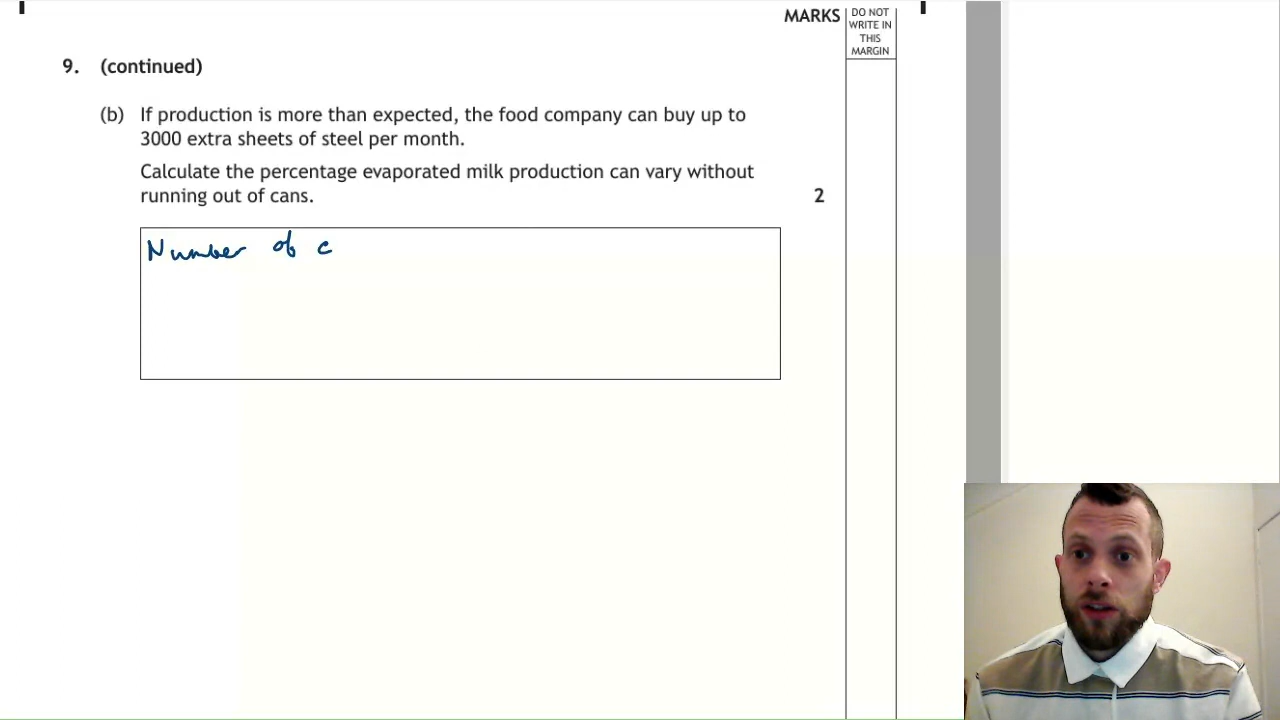 MARKS
DO NOT
WRITE IN
THIS
MARGIN
9. (continued)
(b) If production is more than expected, the food company can buy up to
3000 extra sheets of steel per month.
Calculate the percentage evaporated milk production can vary without
running out of cans.
2
Number of c